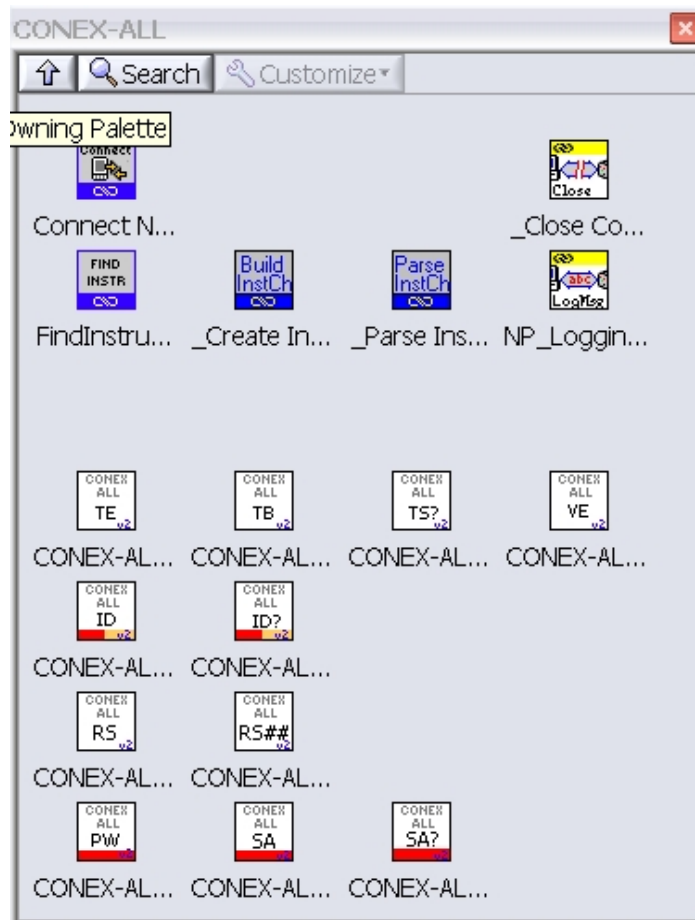 CONEX-ALL
Search Customize
Owning Palette
Connect
Close
Connect N... _Close Co...
FIND INSTR
Build InstCh
Parse InstCh
abc LogMsg
FindInstru... _Create In... _Parse Ins... NP_Loggin...
CONEX ALL TE v2
CONEX ALL TB v2
CONEX ALL TS? v2
CONEX ALL VE v2
CONEX-AL... CONEX-AL... CONEX-AL... CONEX-AL...
CONEX ALL ID v2
CONEX ALL ID? v2
CONEX-AL... CONEX-AL...
CONEX ALL RS v2
CONEX ALL RS## v2
CONEX-AL... CONEX-AL...
CONEX ALL PW v2
CONEX ALL SA v2
CONEX ALL SA? v2
CONEX-AL... CONEX-AL... CONEX-AL...